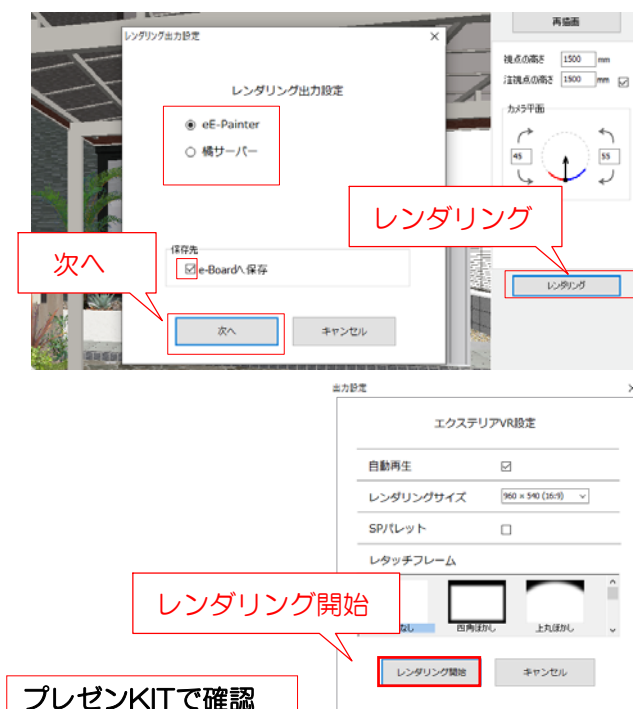 再描画
レンダリング出力設定
×
視点の高さ 1500 mm
注視点の高さ 1500 mm
レンダリング出力設定
カメラ平面
eE-Painter
橘サーバー
45
55
レンダリング
保存先
e-Boardへ保存
次へ
レンダリング
次へ
キャンセル
出力設定
×
エクステリアVR設定
自動再生
レンダリングサイズ 960 × 540 (16:9)
SPパレット
レタッチフレーム
レンダリング開始
なし
四角ぼかし
上丸ぼかし
レンダリング開始
キャンセル
プレゼンKITで確認